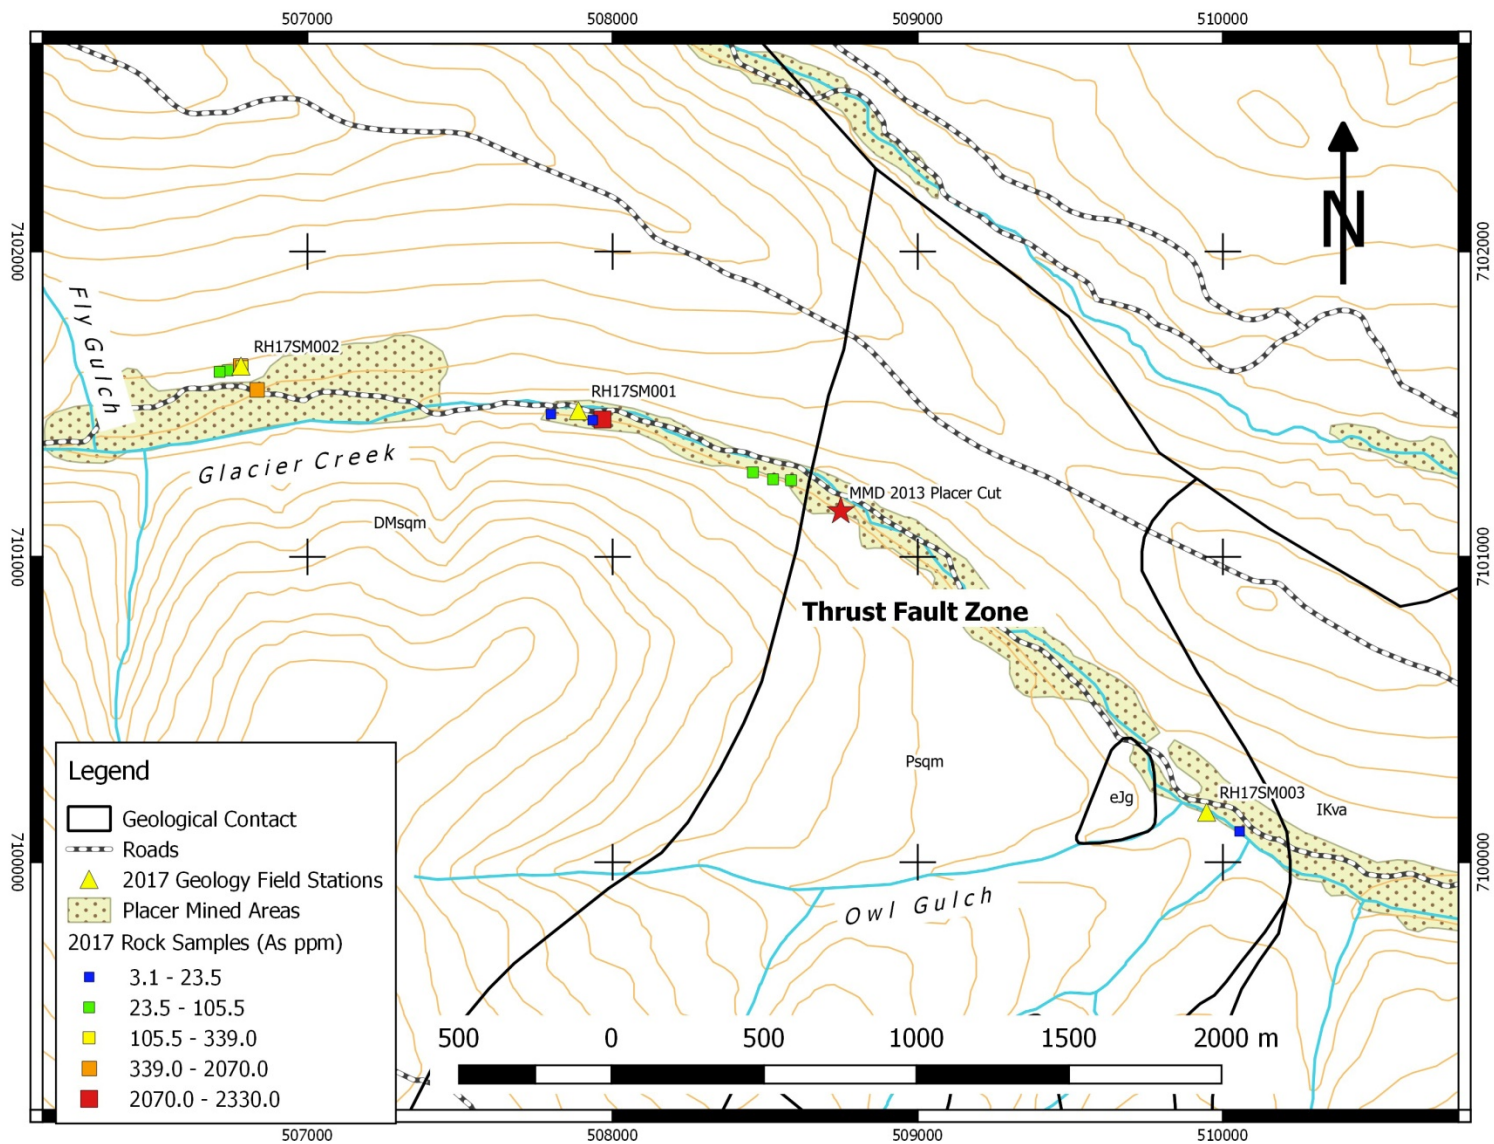 507000 508000 509000 510000
7102000 7102000
N
Fly Gulch
RH17SM002
RH17SM001
Glacier Creek
MMD 2013 Placer Cut
DMsqm
7101000 7101000
Thrust Fault Zone
Psqm
eJg
RH17SM003
IKva
7100000 7100000
Owl Gulch
Legend
Geological Contact
Roads
2017 Geology Field Stations
Placer Mined Areas
2017 Rock Samples (As ppm)
3.1 - 23.5
23.5 - 105.5
105.5 - 339.0
339.0 - 2070.0
2070.0 - 2330.0
500 0 500 1000 1500 2000 m
507000 508000 509000 510000